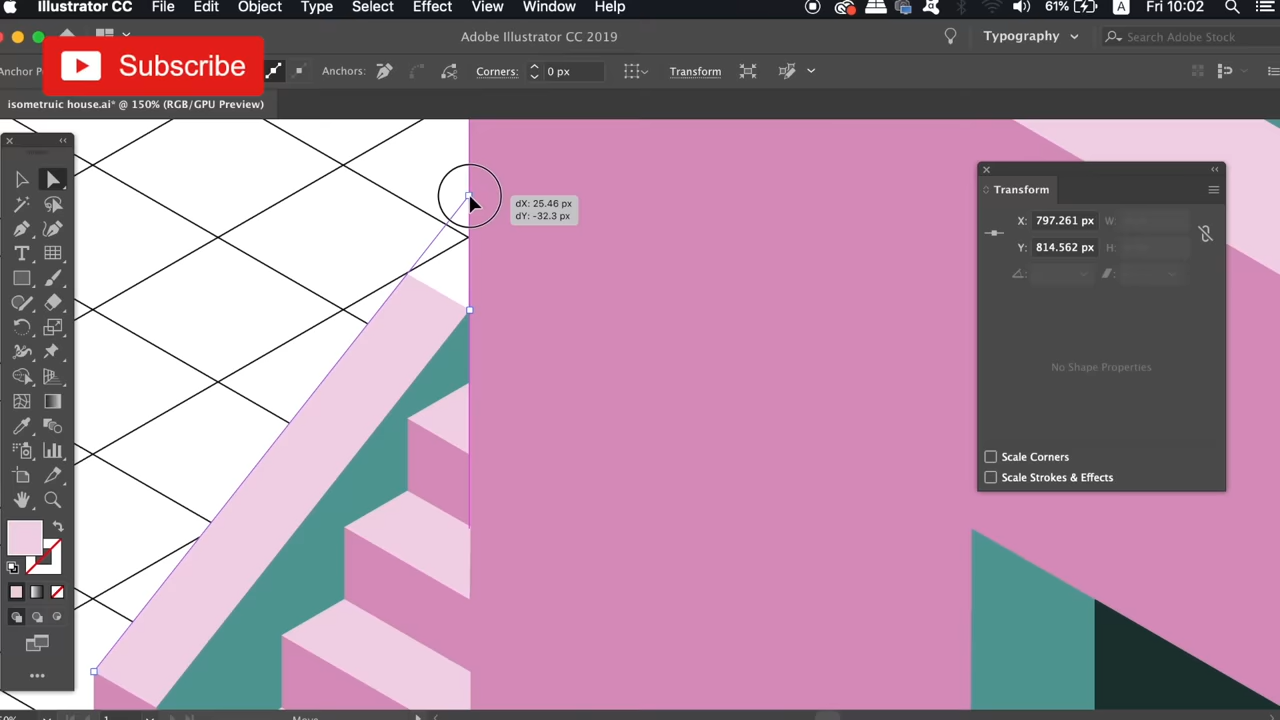 Illustrator CC File Edit Object Type Select Effect View Window Help 61% A Fri 10:02
Adobe Illustrator CC 2019 Typography Search Adobe Stock
Subscribe
Anchor P Anchors: Corners: 0 px Transform
isometruic house.ai* @ 150% (RGB/GPU Preview)
Transform
X: 797.261 px W:
Y: 814.562 px H:
dX: 25.46 px
dY: -32.3 px
No Shape Properties
Scale Corners
Scale Strokes & Effects